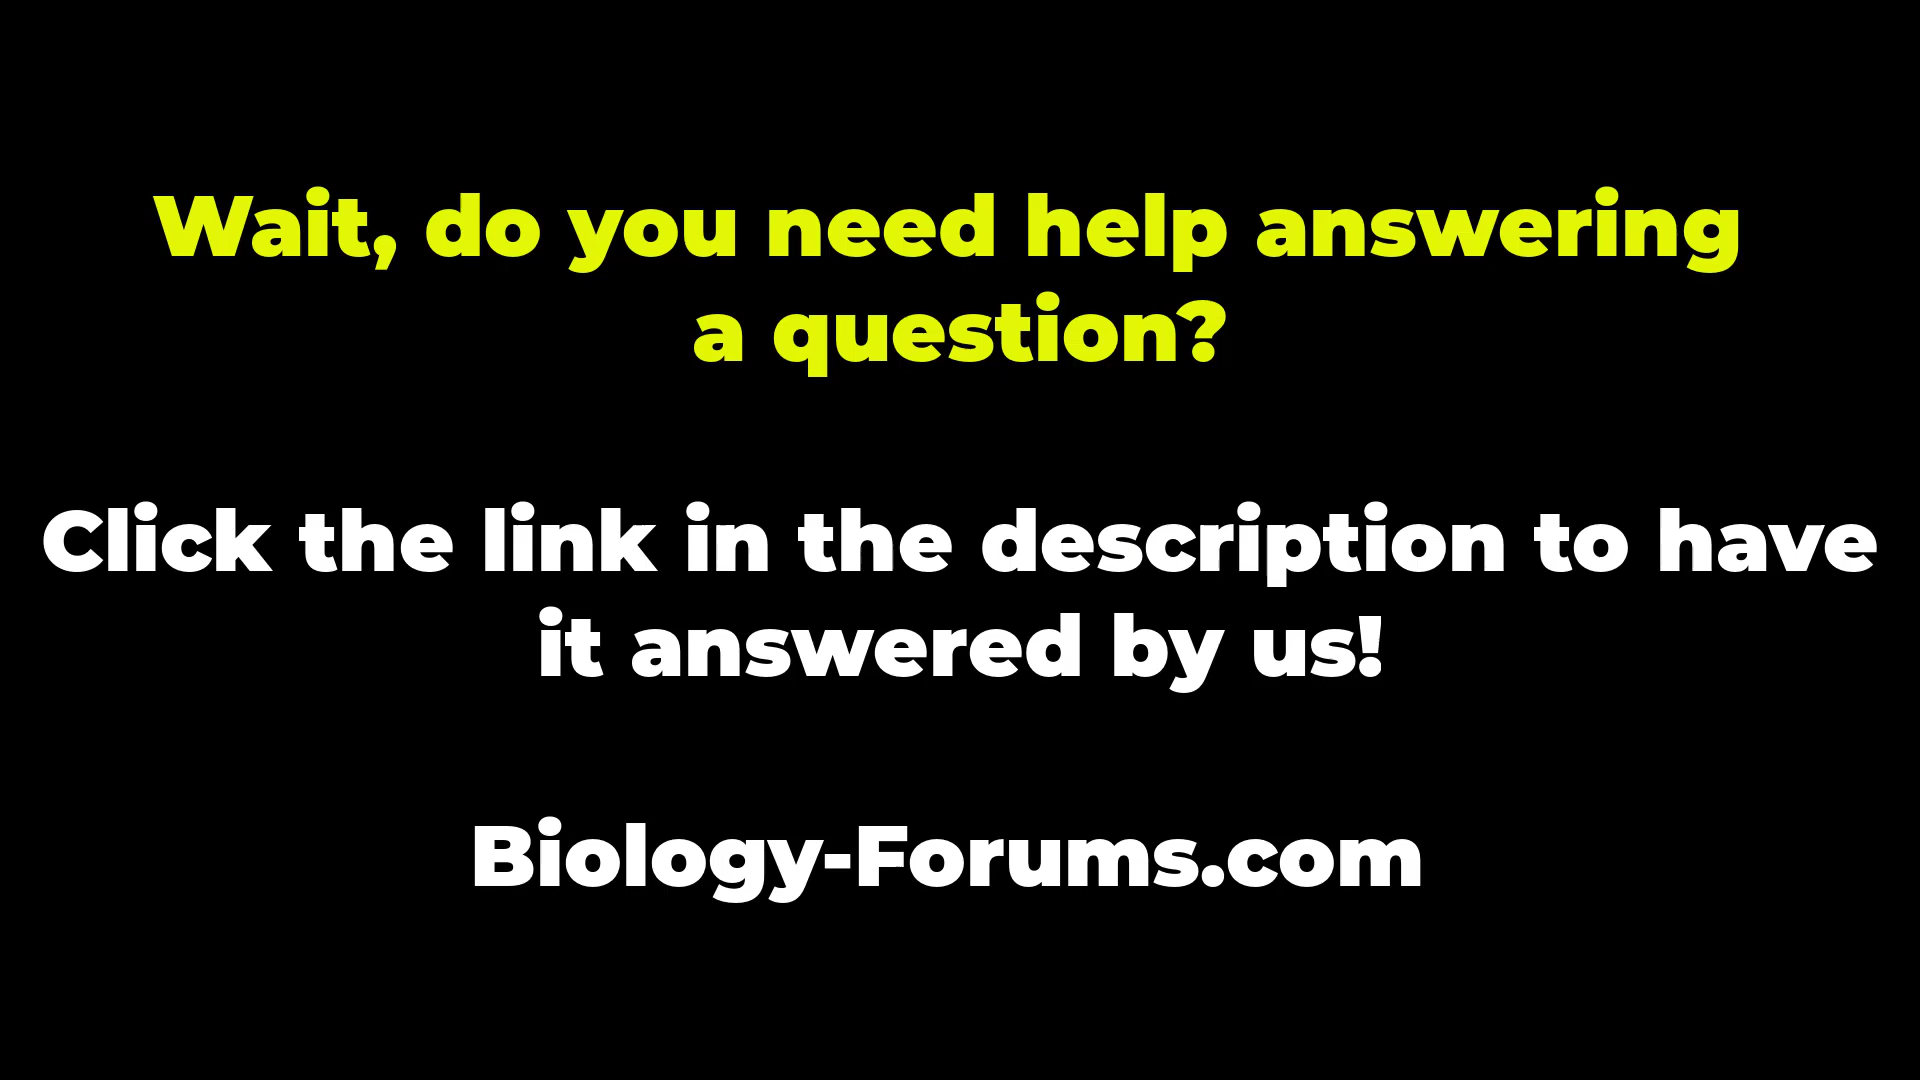 Wait, do you need help answering
a question?
Click the link in the description to have
it answered by us!
Biology-Forums.com